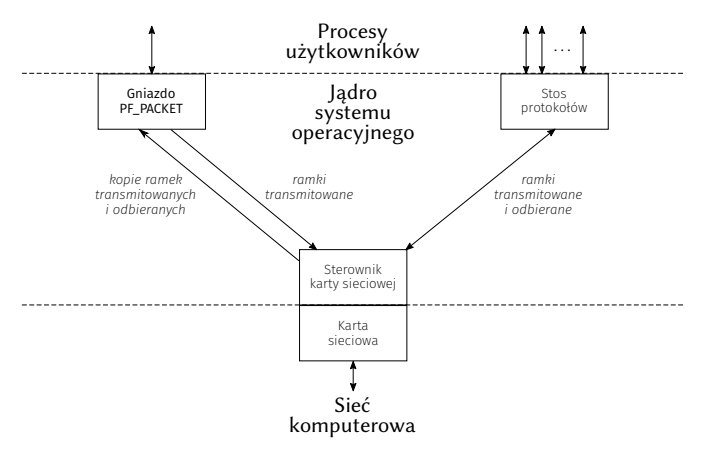 Procesy
użytkowników
...
Gniazdo
PF_PACKET
Jądro
systemu
operacyjnego
Stos
protokołów
kopie ramek
transmitowanych
i odbieranych
ramki
transmitowane
ramki
transmitowane
i odbierane
Sterownik
karty sieciowej
Karta
sieciowa
Sieć
komputerowa